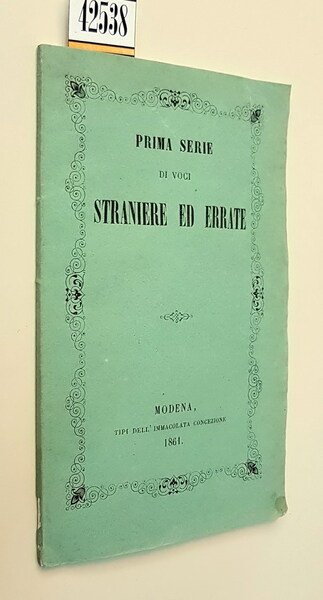 42538
PRIMA SERIE
DI VOCI
STRANIERE ED ERRATE
MODENA,
TIPI DELL' IMMACOLATA CONCEZIONE
1861.